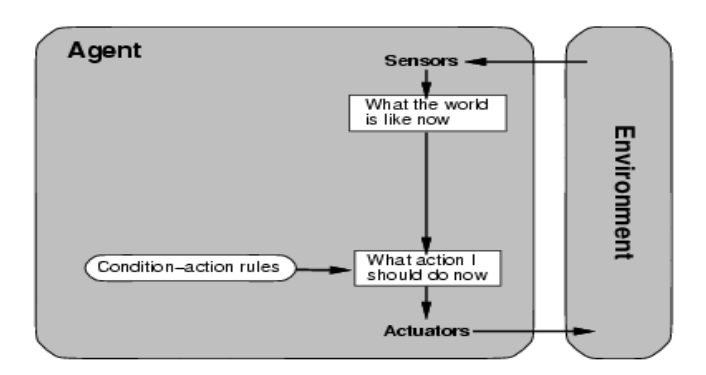 Agent
Sensors
What the world
is like now
Condition–action rules
What action I
should do now
Actuators
Environment